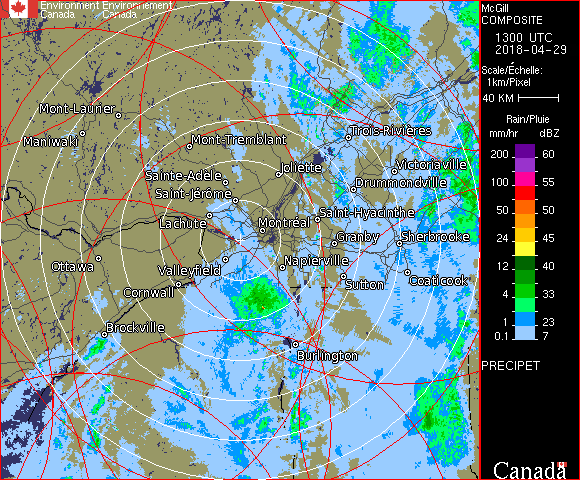 Environment Environnement
Canada Canada
McGill
COMPOSITE
1300 UTC
2018-04-29
Scale/Échelle:
1km/Pixel
40 KM
Rain/Pluie
mm/hr dBZ
200 60
100 55
50 50
24 45
12 40
4 33
1 23
0.1 7
PRECIPET
Canada
Mont-Laurier
Maniwaki
Mont-Tremblant
Trois-Rivières
Sainte-Adèle
Joliette
Victoriaville
Saint-Jérôme
Drummondville
Lachute
Montréal
Saint-Hyacinthe
Granby
Sherbrooke
Ottawa
Valleyfield
Napierville
Cornwall
Sutton
Coaticook
Brockville
Burlington